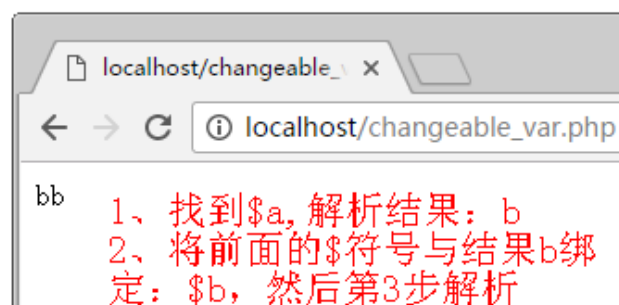 localhost/changeable_
localhost/changeable_var.php
bb
1、找到$a,解析结果：b
2、将前面的$符号与结果b绑
定：$b，然后第3步解析